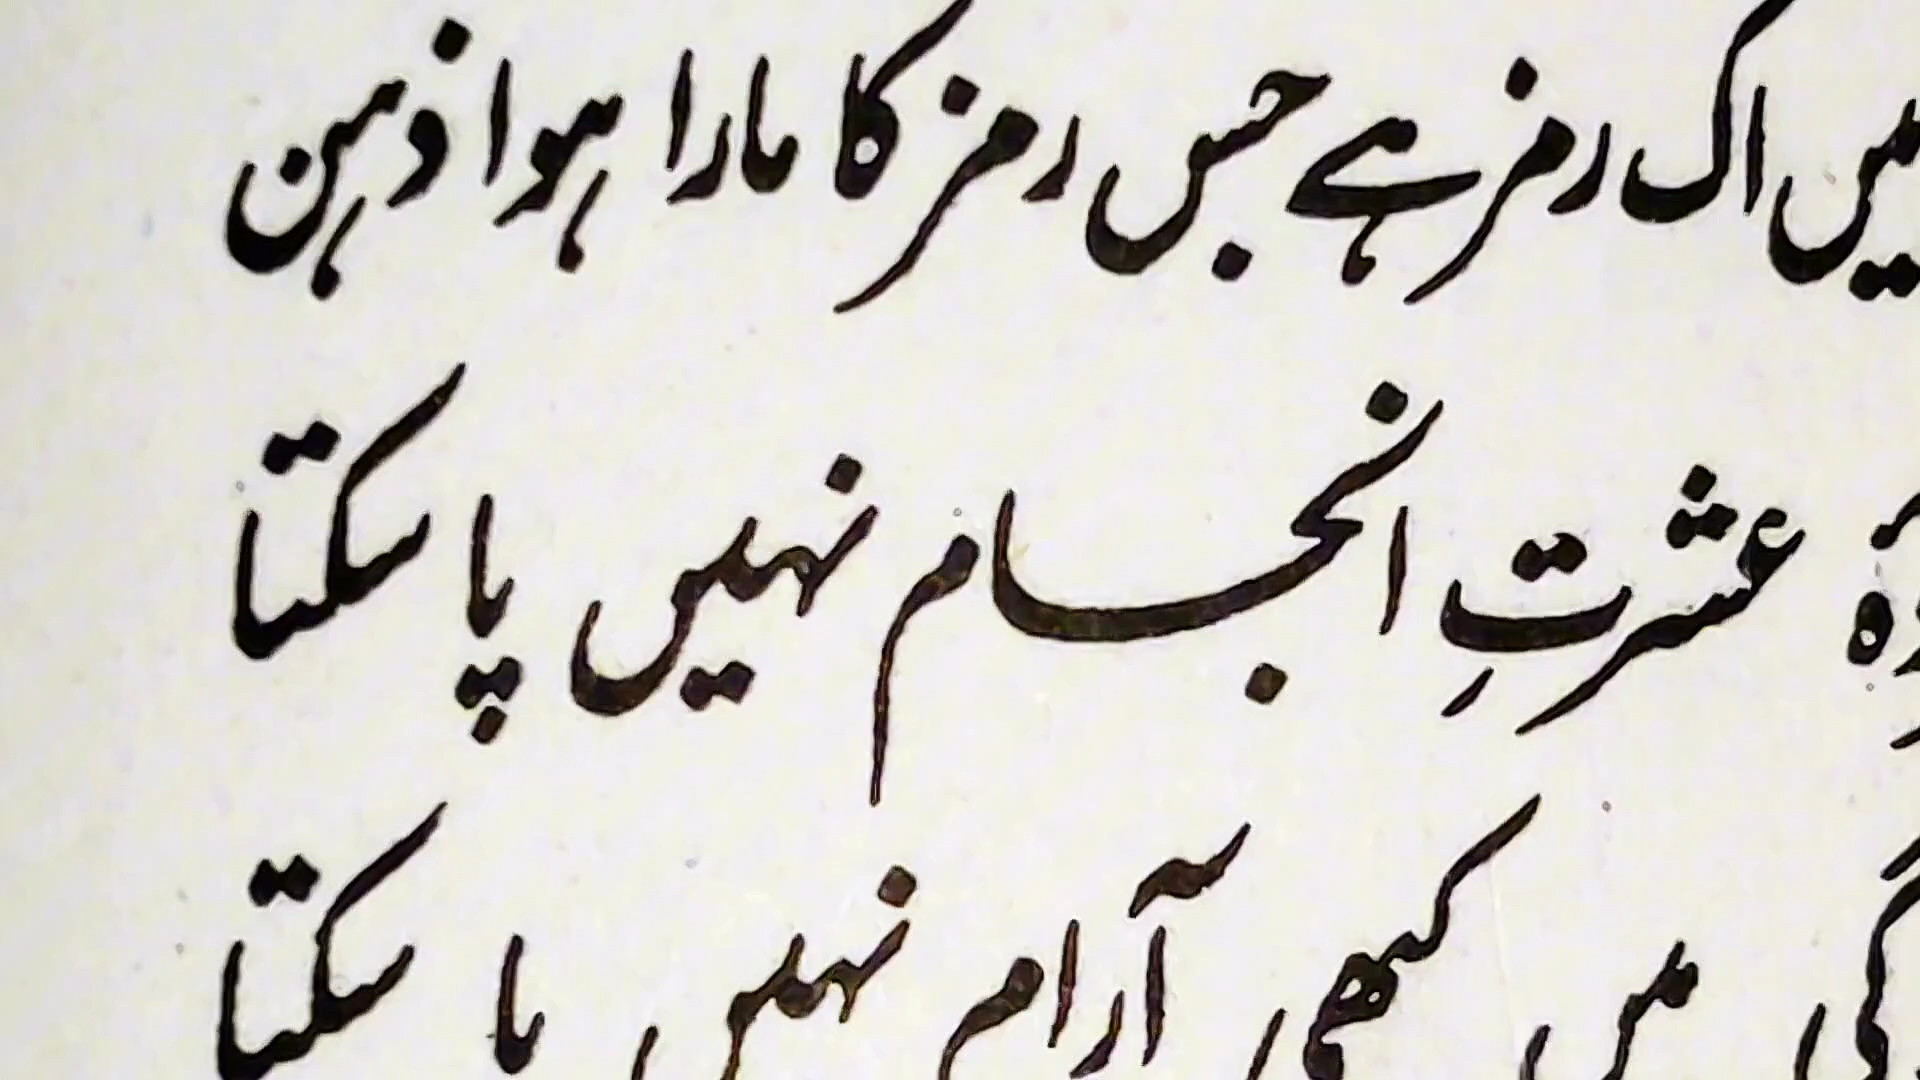 میں اک رمز ہے جس رمز کا مارا ہوا ذہن
عشرتِ انجام نہیں پا سکتا
میں کبھی آرام نہیں پا سکتا